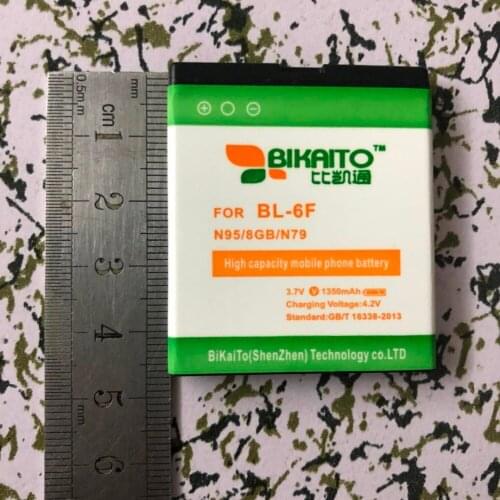 0.5mm
cm
1
2
3
4
5
6
BIKAITO™
比凯通
FOR BL-6F
N95/8GB/N79
High capacity mobile phone battery
3.7V 1350mAh
Charging Voltage:4.2V
Standard:GB/T 18338-2013
BiKaiTo(ShenZhen) Technology co.LTD